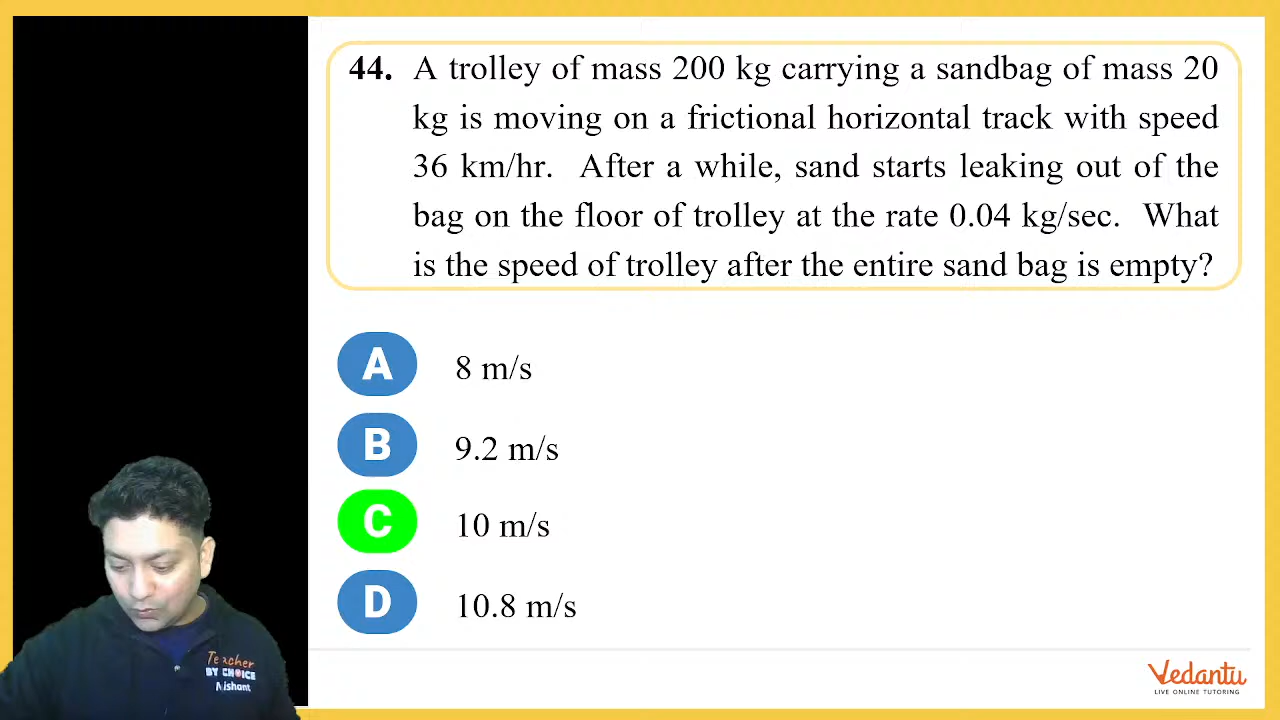 44. A trolley of mass 200 kg carrying a sandbag of mass 20
kg is moving on a frictional horizontal track with speed
36 km/hr. After a while, sand starts leaking out of the
bag on the floor of trolley at the rate 0.04 kg/sec. What
is the speed of trolley after the entire sand bag is empty?
A 8 m/s
B 9.2 m/s
C 10 m/s
D 10.8 m/s
Teacher
BY CHOICE
Vedantu
LIVE ONLINE TUTORING